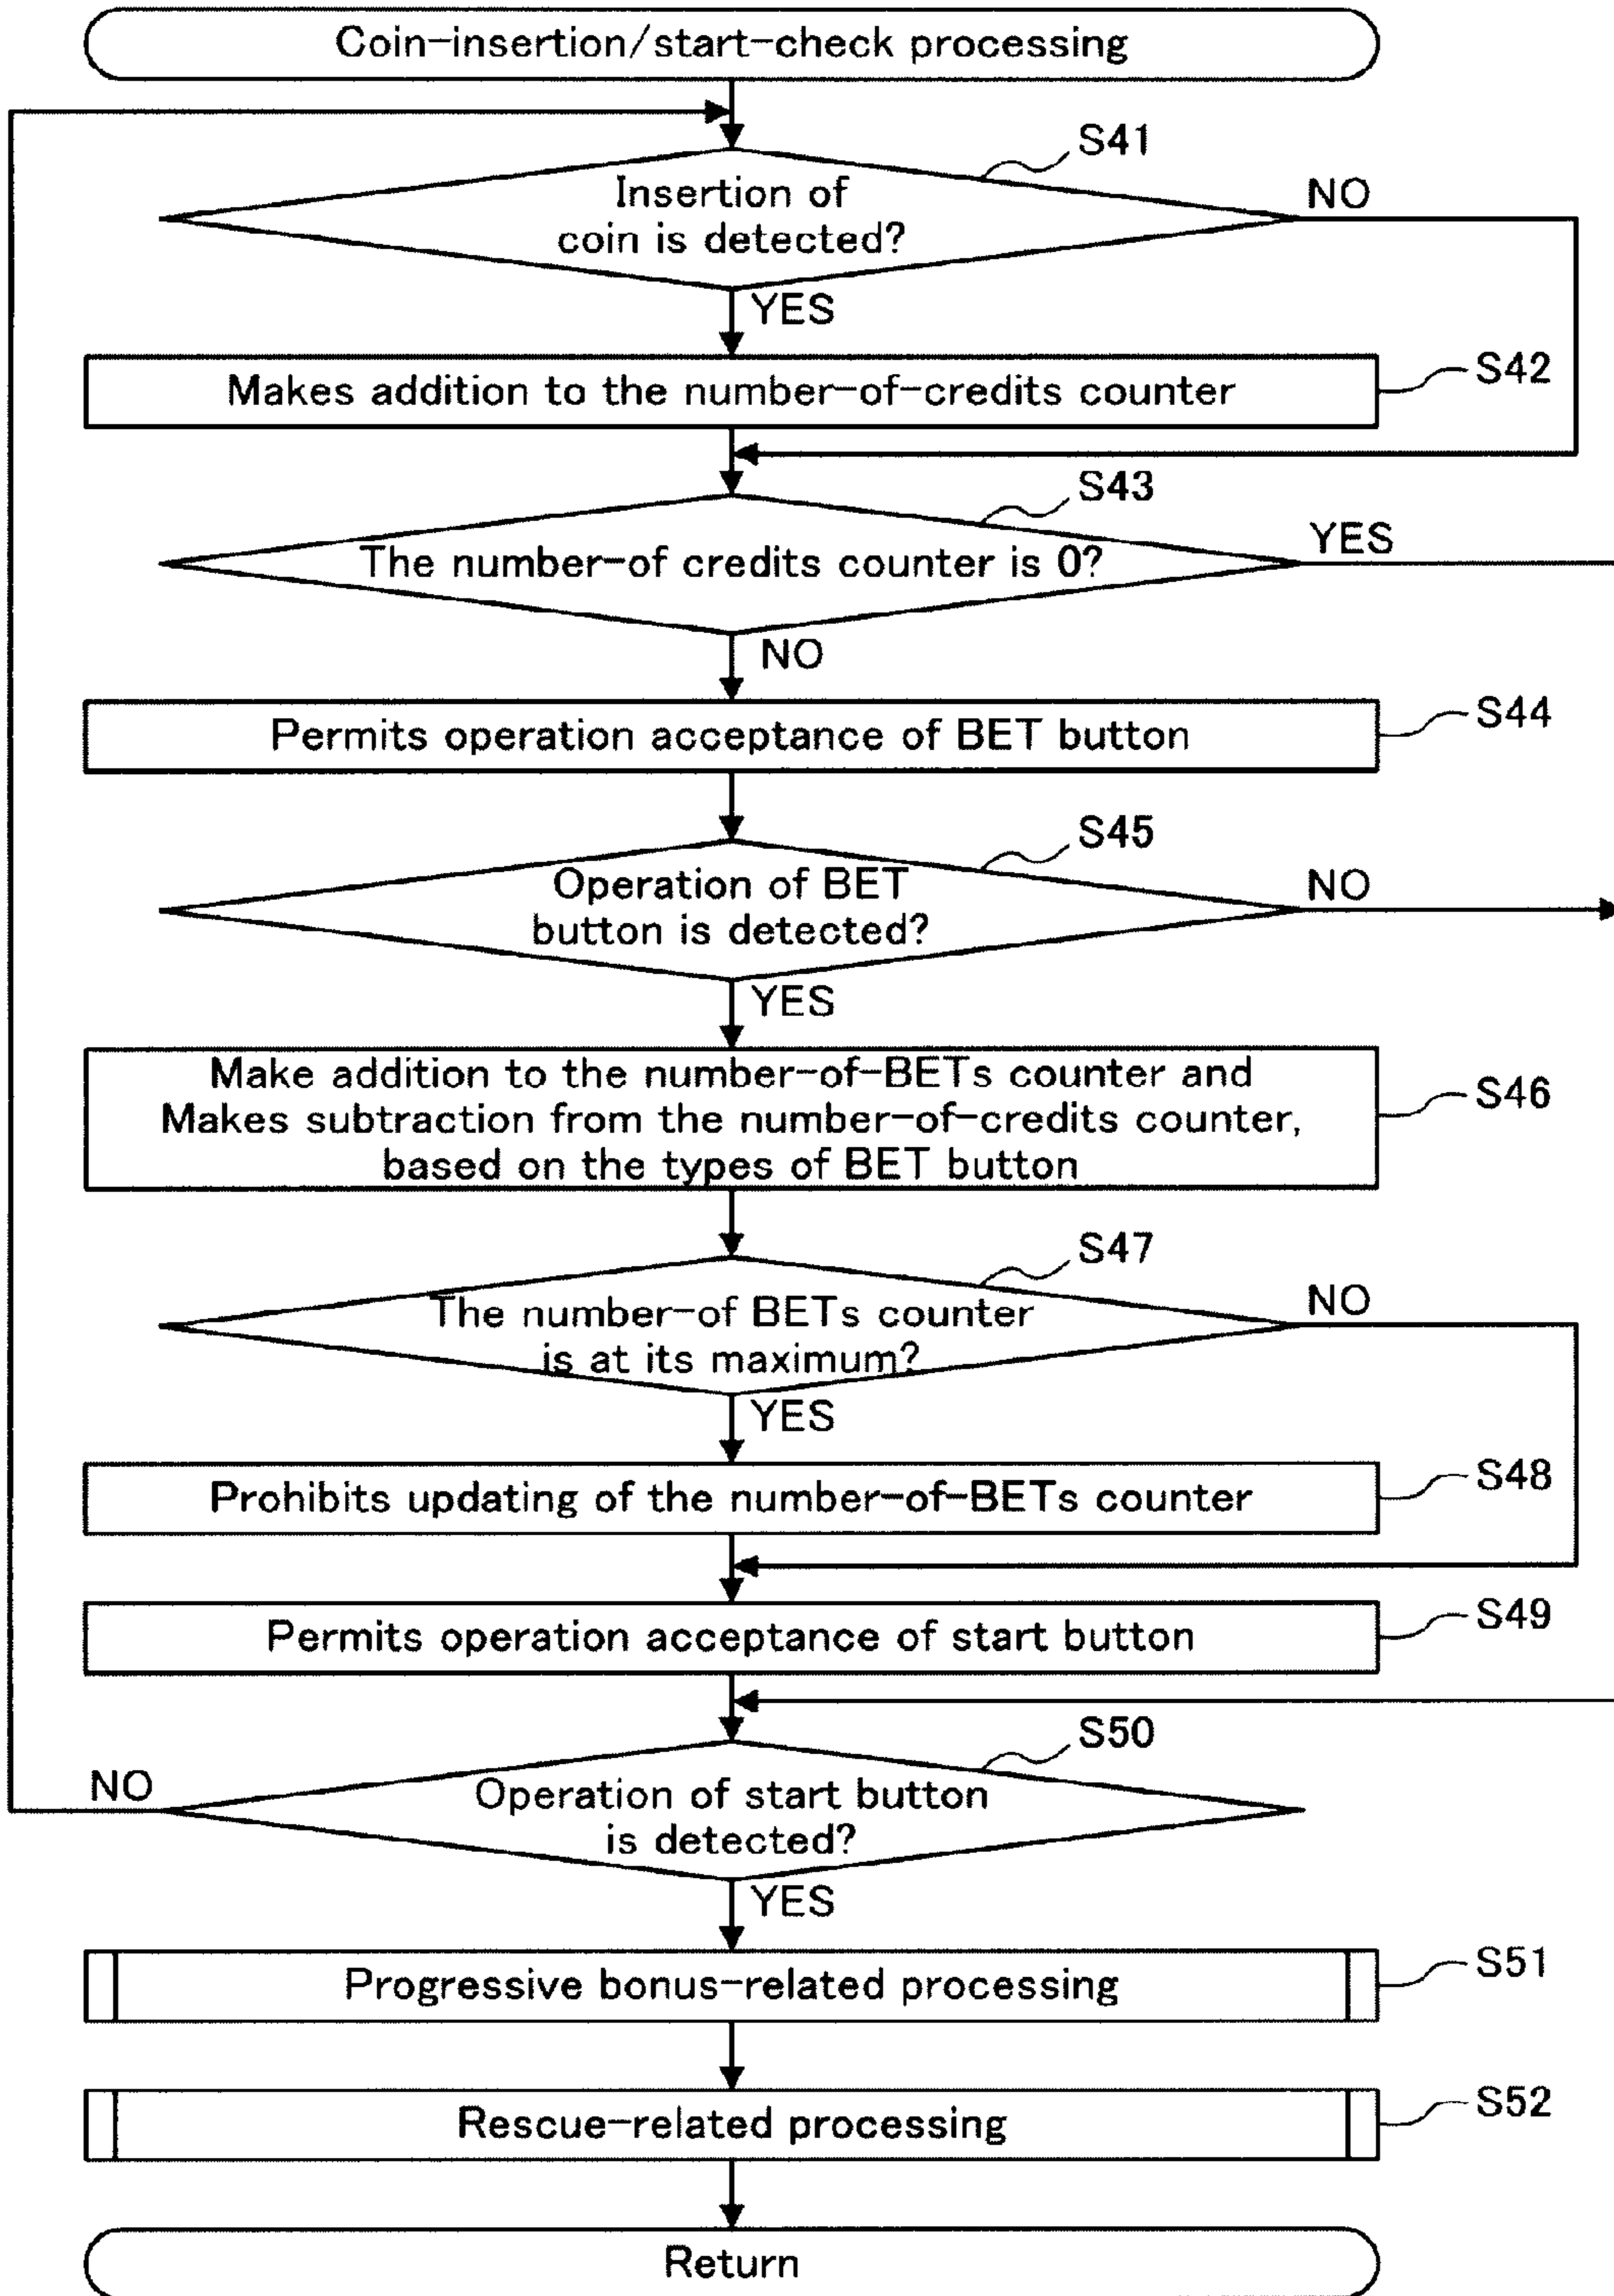 Coin-insertion/start-check processing
S41
Insertion of
coin is detected?
NO
YES
Makes addition to the number-of-credits counter
S42
S43
The number-of credits counter is 0?
YES
NO
Permits operation acceptance of BET button
S44
S45
Operation of BET
button is detected?
NO
YES
Make addition to the number-of-BETs counter and
Makes subtraction from the number-of-credits counter,
based on the types of BET button
S46
S47
The number-of BETs counter
is at its maximum?
NO
YES
Prohibits updating of the number-of-BETs counter
S48
Permits operation acceptance of start button
S49
S50
NO
Operation of start button
is detected?
YES
Progressive bonus-related processing
S51
Rescue-related processing
S52
Return